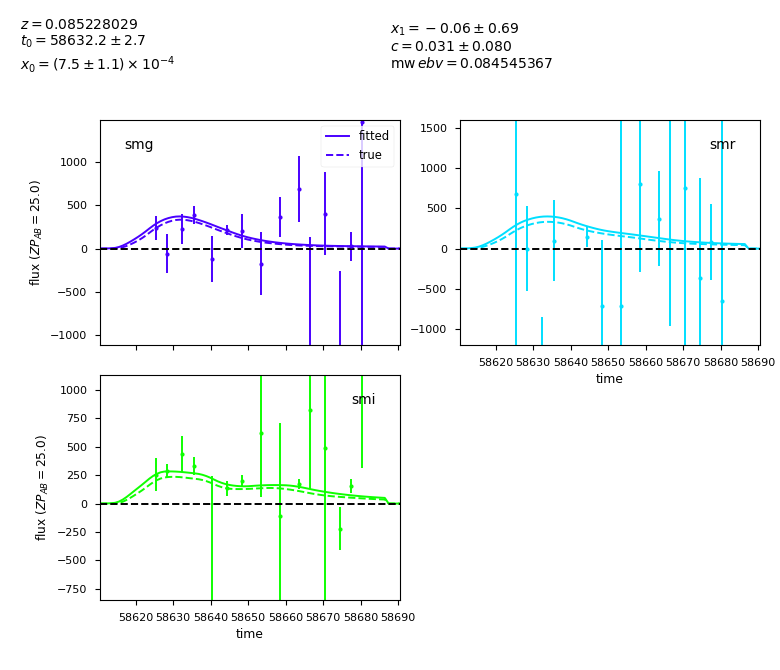 z = 0.085228029
t₀ = 58632.2 ± 2.7
x₀ = (7.5 ± 1.1) × 10⁻⁴
x₁ = −0.06 ± 0.69
c = 0.031 ± 0.080
mw ebv = 0.084545367
smg
fitted
true
1000
500
0
−500
−1000
flux (ZP_AB = 25.0)
smr
1500
1000
500
0
−500
−1000
58620 58630 58640 58650 58660 58670 58680 58690
time
smi
1000
750
500
250
0
−250
−500
−750
flux (ZP_AB = 25.0)
58620 58630 58640 58650 58660 58670 58680 58690
time